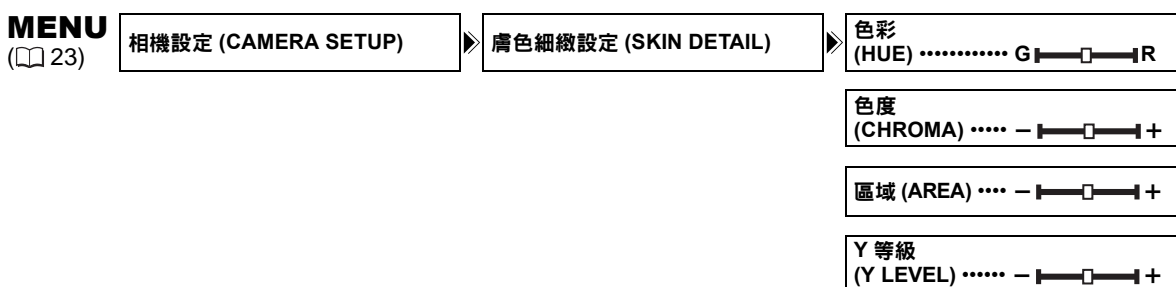 MENU
(📖 23)
相機設定 (CAMERA SETUP)
膚色細緻設定 (SKIN DETAIL)
色彩
(HUE) ············ G R
色度
(CHROMA) ····· − +
區域 (AREA) ···· − +
Y 等級
(Y LEVEL) ······ − +